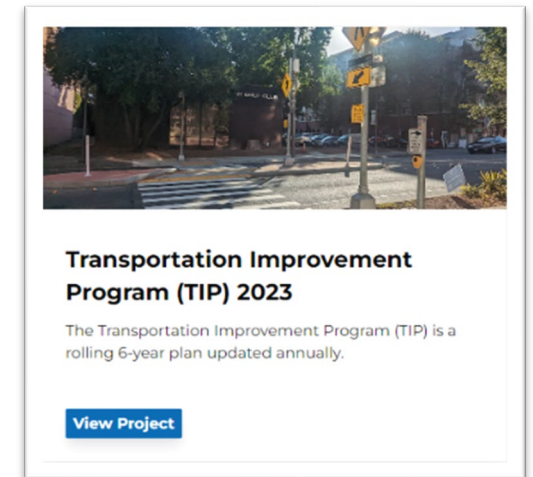 Transportation Improvement
Program (TIP) 2023
The Transportation Improvement Program (TIP) is a
rolling 6-year plan updated annually.
View Project